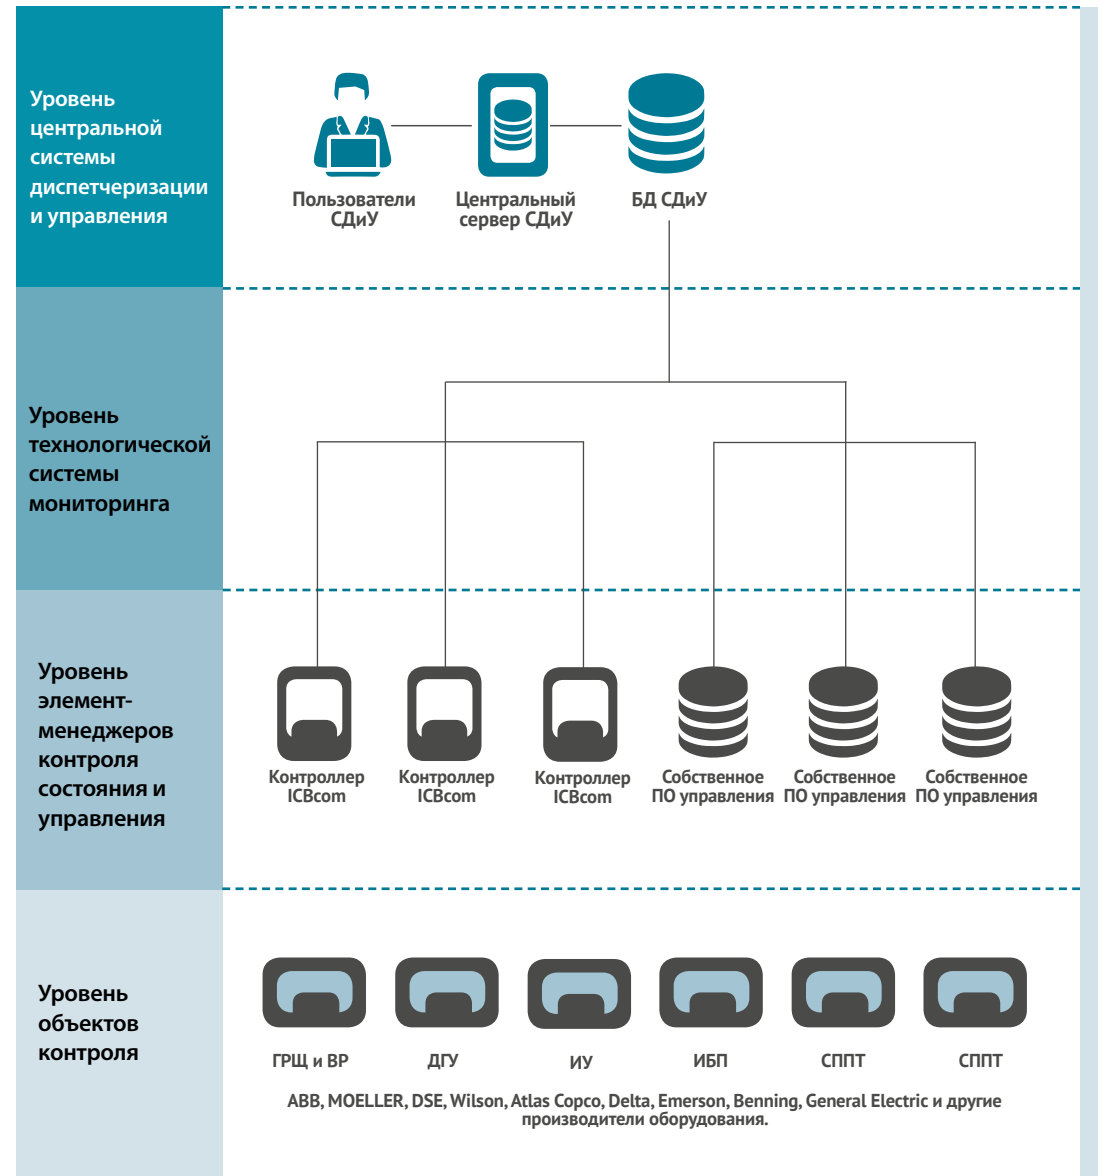 Уровень
центральной
системы
диспетчеризации
и управления
Пользователи
СДиУ
Центральный
сервер СДиУ
БД СДиУ
Уровень
технологической
системы
мониторинга
Уровень
элемент-
менеджеров
контроля
состояния и
управления
Контроллер
ICBcom
Контроллер
ICBcom
Контроллер
ICBcom
Собственное
ПО управления
Собственное
ПО управления
Собственное
ПО управления
Уровень
объектов
контроля
ГРЩ и ВР
ДГУ
ИУ
ИБП
СППТ
СППТ
ABB, MOELLER, DSE, Wilson, Atlas Copco, Delta, Emerson, Benning, General Electric и другие
производители оборудования.